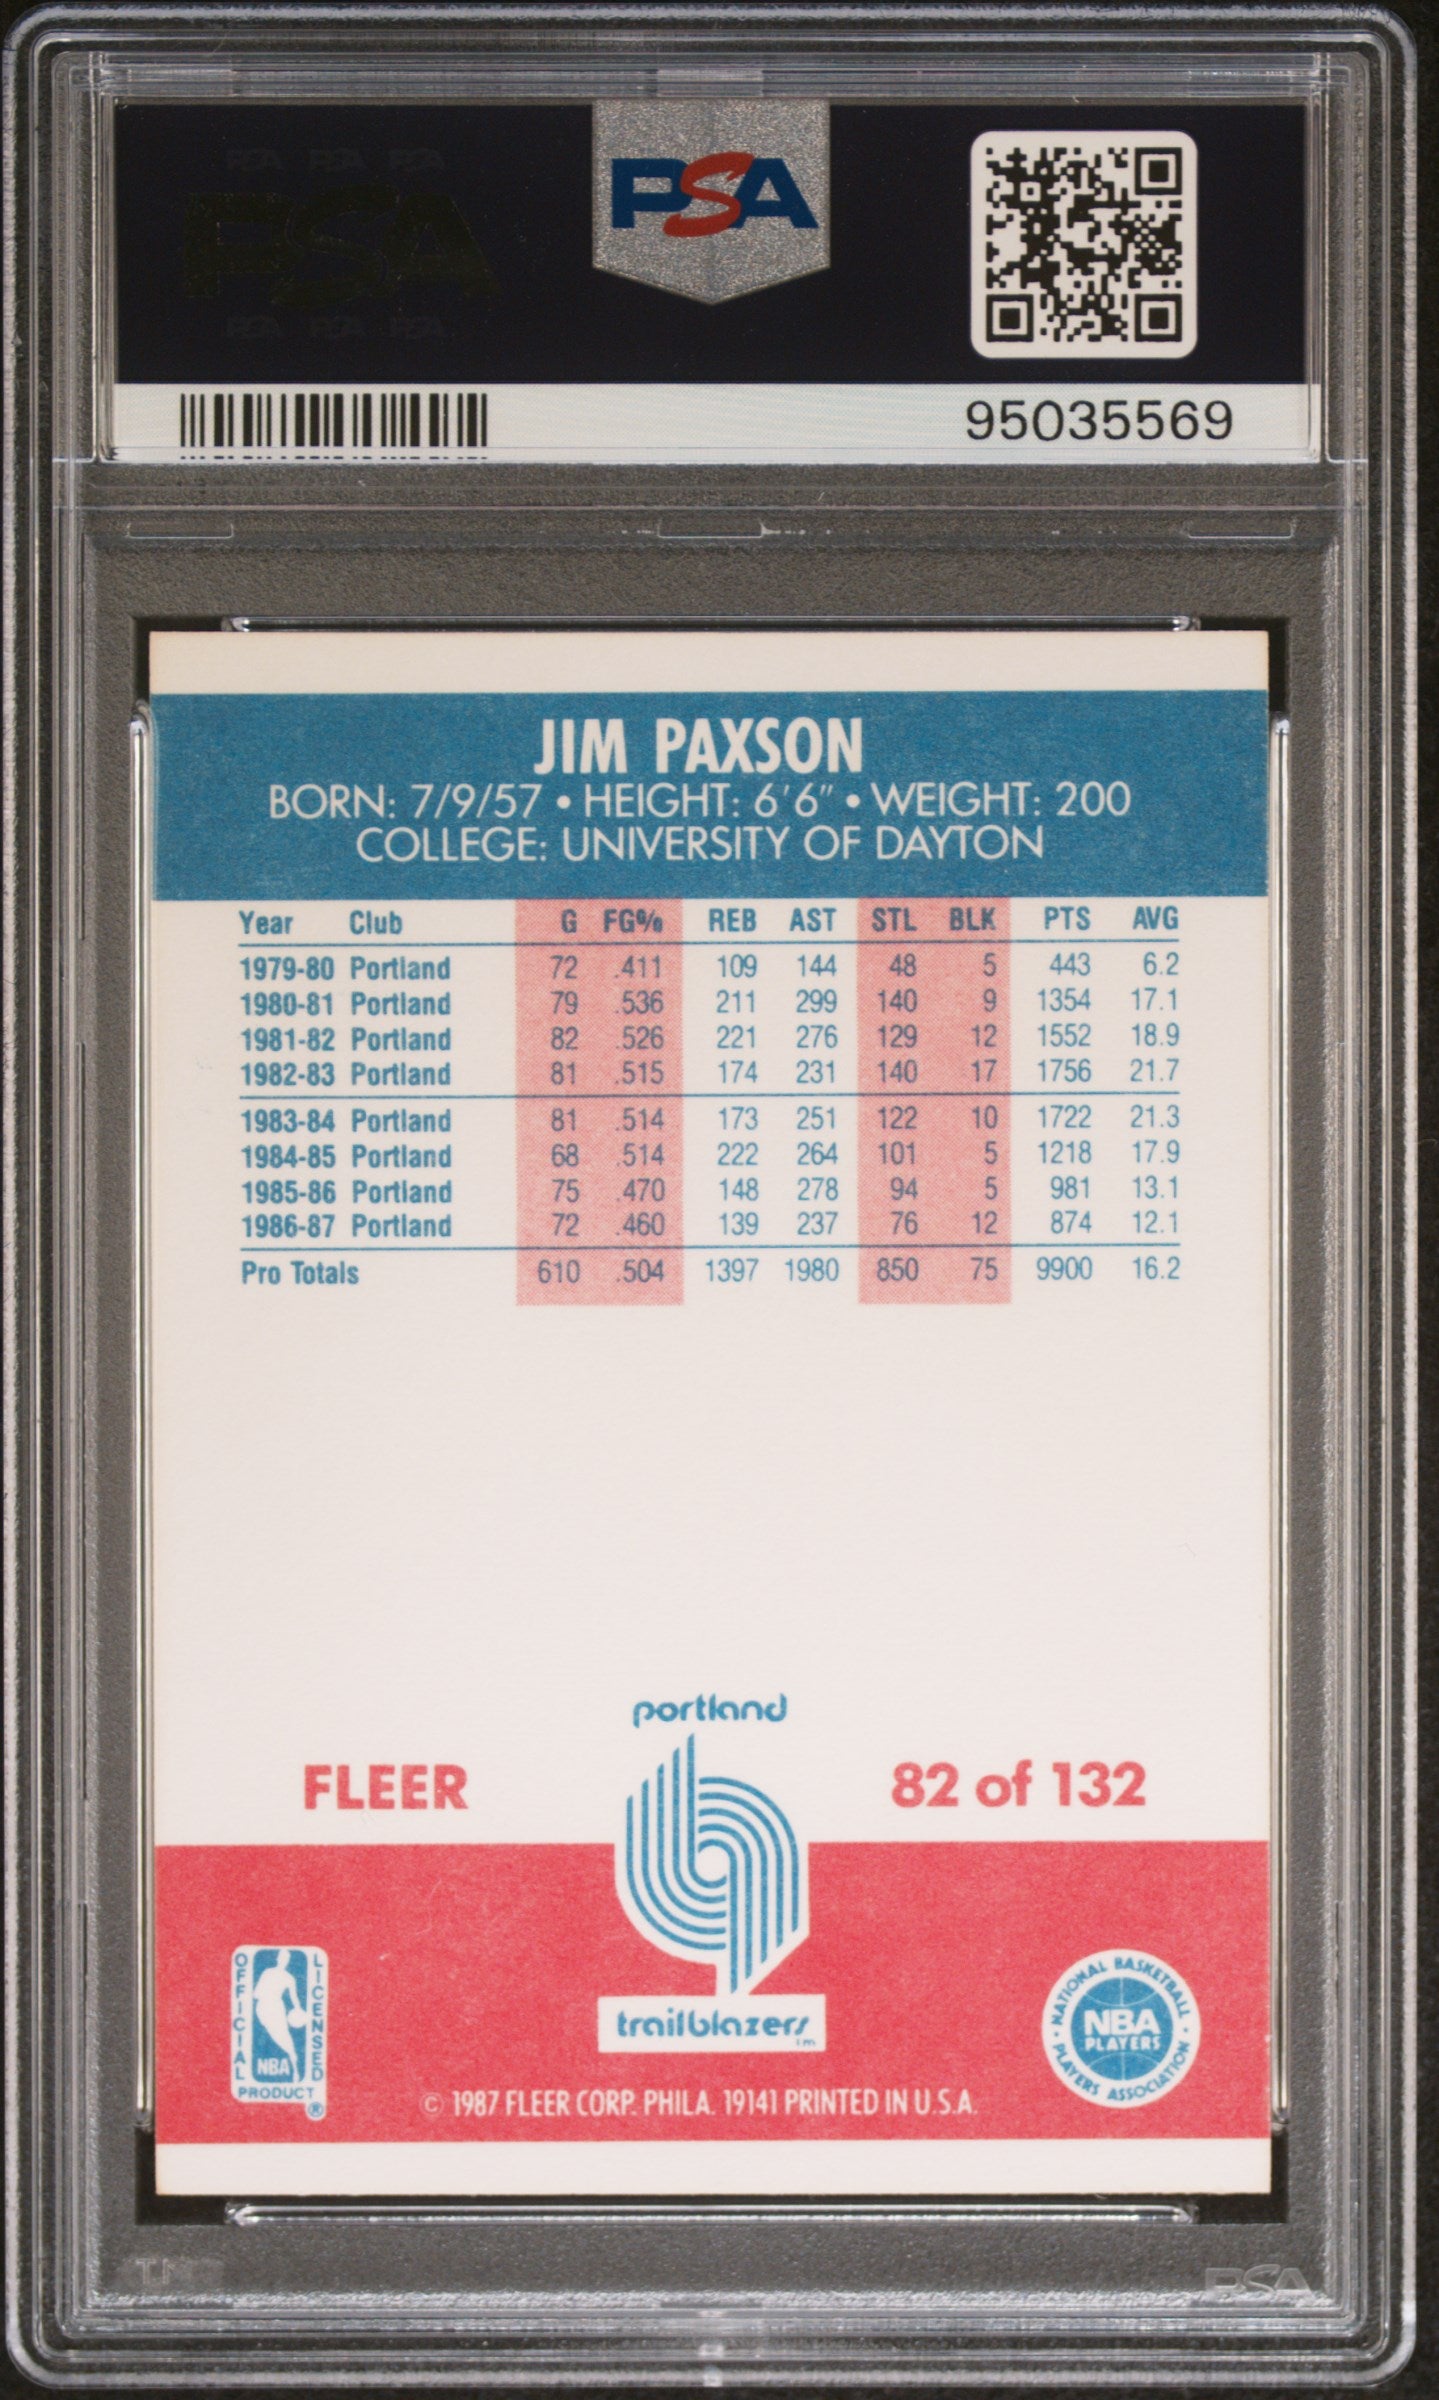 PSA PSA PSA
PSA
PSA PSA PSA
PSA
95035569
JIM PAXSON
BORN: 7/9/57 • HEIGHT: 6'6" • WEIGHT: 200
COLLEGE: UNIVERSITY OF DAYTON
Year Club G FG% REB AST STL BLK PTS AVG
1979-80 Portland 72 .411 109 144 48 5 443 6.2
1980-81 Portland 79 .536 211 299 140 9 1354 17.1
1981-82 Portland 82 .526 221 276 129 12 1552 18.9
1982-83 Portland 81 .515 174 231 140 17 1756 21.7
1983-84 Portland 81 .514 173 251 122 10 1722 21.3
1984-85 Portland 68 .514 222 264 101 5 1218 17.9
1985-86 Portland 75 .470 148 278 94 5 981 13.1
1986-87 Portland 72 .460 139 237 76 12 874 12.1
Pro Totals 610 .504 1397 1980 850 75 9900 16.2
portland
FLEER
82 of 132
trailblazers
t.m.
OFFICIAL LICENSED
NBA
PRODUCT
®
NATIONAL BASKETBALL
NBA
PLAYERS
PLAYERS ASSOCIATION
© 1987 FLEER CORP. PHILA. 19141 PRINTED IN U.S.A.
PSA